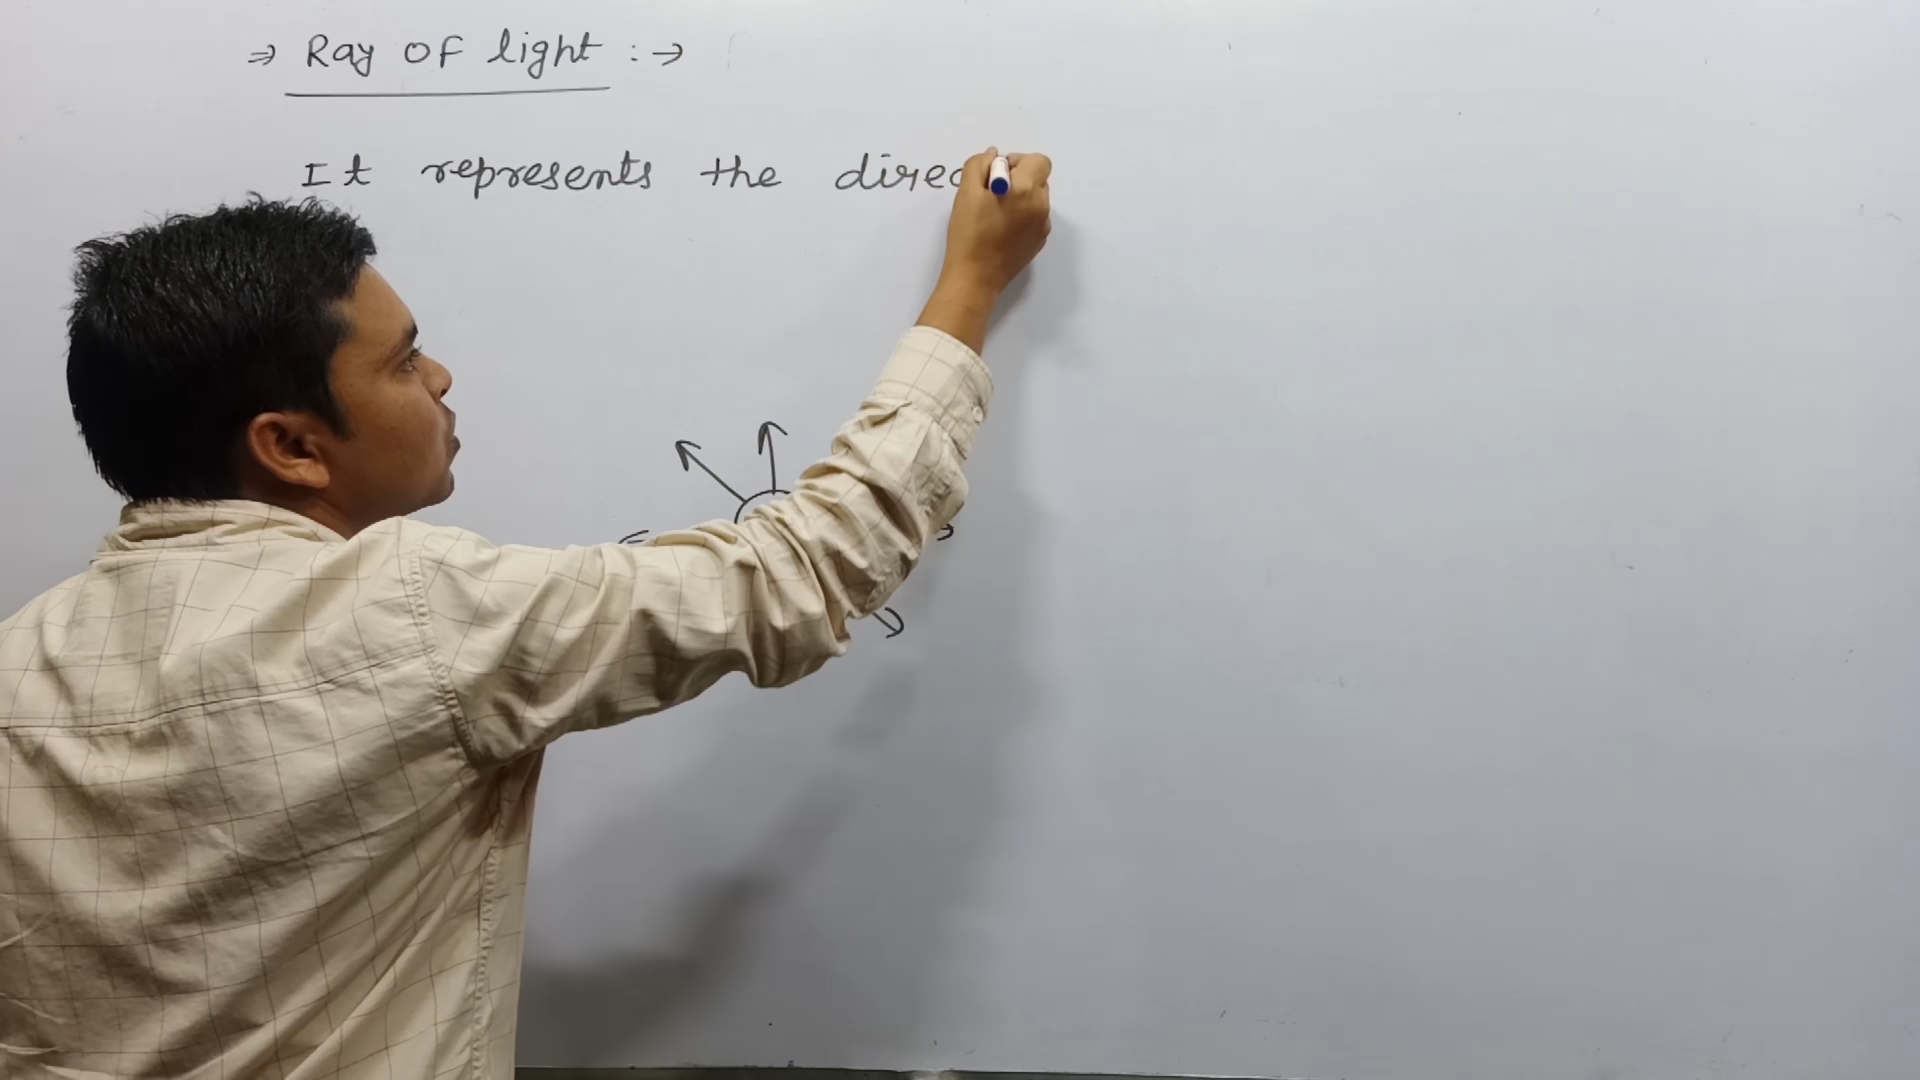 ⇒ Ray of light :→
It represents the direc